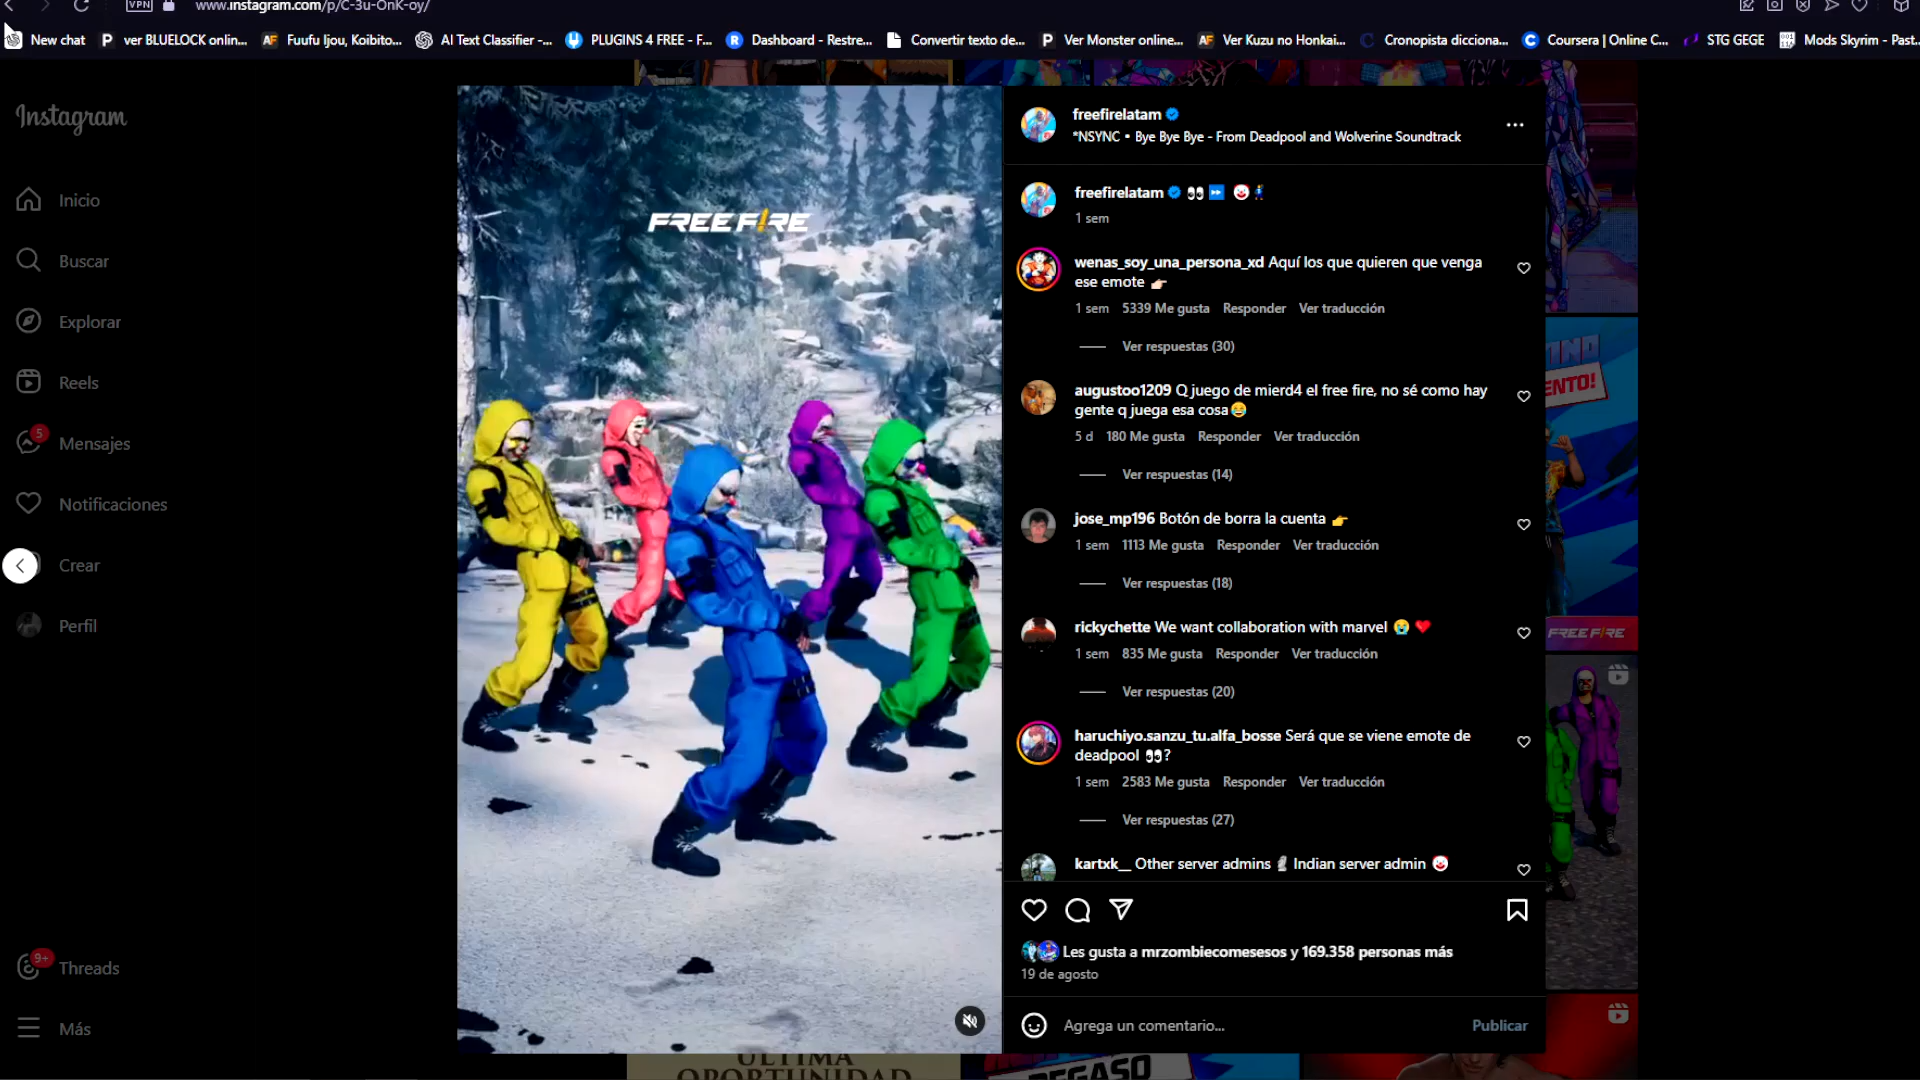 VPN www.instagram.com/p/C-3u-OnK-oy/
New chat ver BLUELOCK onlin... Fuufu Ijou, Koibito... AI Text Classifier -... PLUGINS 4 FREE - F... Dashboard - Restre... Convertir texto de... Ver Monster online... Ver Kuzu no Honkai... Cronopista dicciona... Coursera | Online C... STG GEGE Mods Skyrim - Past...
Instagram
Inicio
Buscar
Explorar
Reels
5
Mensajes
Notificaciones
Crear
Perfil
9+
Threads
Más
FREE FIRE
freefirelatam
*NSYNC • Bye Bye Bye - From Deadpool and Wolverine Soundtrack
freefirelatam 👀 ⏩ 🤡🕺
1 sem
wenas_soy_una_persona_xd Aquí los que quieren que venga
ese emote 👉🏻
1 sem 5339 Me gusta Responder Ver traducción
Ver respuestas (30)
augustoo1209 Q juego de mierd4 el free fire, no sé como hay
gente q juega esa cosa😂
5 d 180 Me gusta Responder Ver traducción
Ver respuestas (14)
jose_mp196 Botón de borra la cuenta 👉
1 sem 1113 Me gusta Responder Ver traducción
Ver respuestas (18)
rickychette We want collaboration with marvel 😭 ❤️
1 sem 835 Me gusta Responder Ver traducción
Ver respuestas (20)
haruchiyo.sanzu_tu.alfa_bosse Será que se viene emote de
deadpool 👀?
1 sem 2583 Me gusta Responder Ver traducción
Ver respuestas (27)
kartxk__ Other server admins 🗿 Indian server admin 🤡
Les gusta a mrzombiecomesesos y 169.358 personas más
19 de agosto
Agrega un comentario...
Publicar
FREE FIRE
ÚLTIMA
OPORTUNIDAD
PEGASO